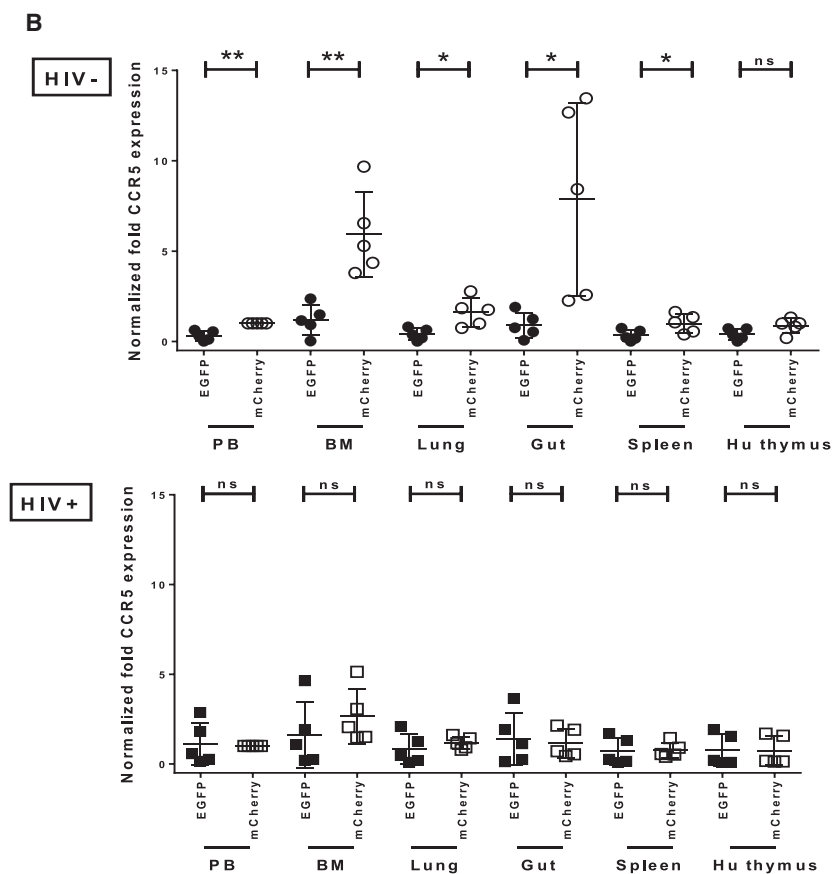 B
HIV-
Normalized fold CCR5 expression
** ** * * * ns
15
10
5
0
EGFP mCherry EGFP mCherry EGFP mCherry EGFP mCherry EGFP mCherry EGFP mCherry
PB BM Lung Gut Spleen Hu thymus
HIV+
Normalized fold CCR5 expression
ns ns ns ns ns ns
15
10
5
0
EGFP mCherry EGFP mCherry EGFP mCherry EGFP mCherry EGFP mCherry EGFP mCherry
PB BM Lung Gut Spleen Hu thymus